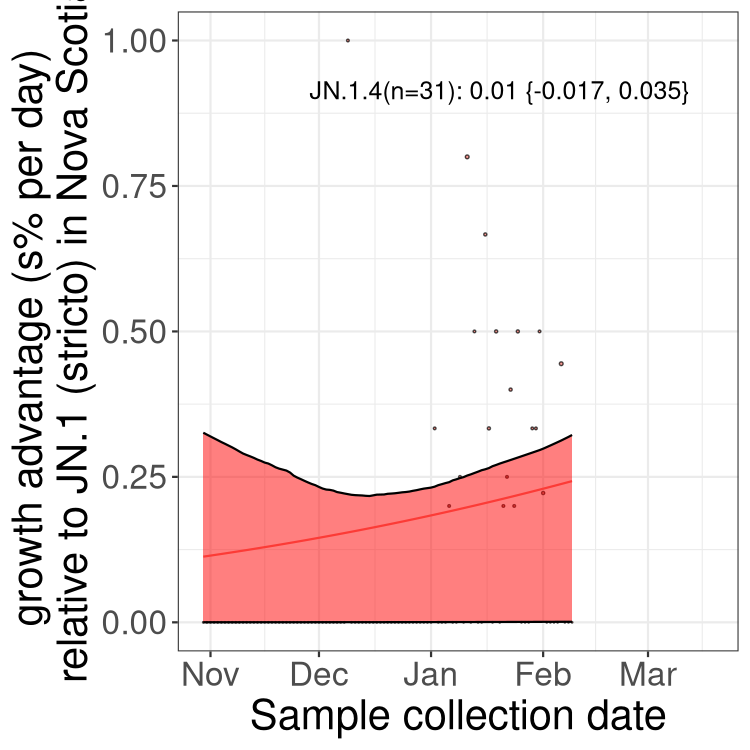 growth advantage (s% per day)
relative to JN.1 (stricto) in Nova Scotia
1.00
0.75
0.50
0.25
0.00
JN.1.4(n=31): 0.01 {-0.017, 0.035}
Nov Dec Jan Feb Mar
Sample collection date